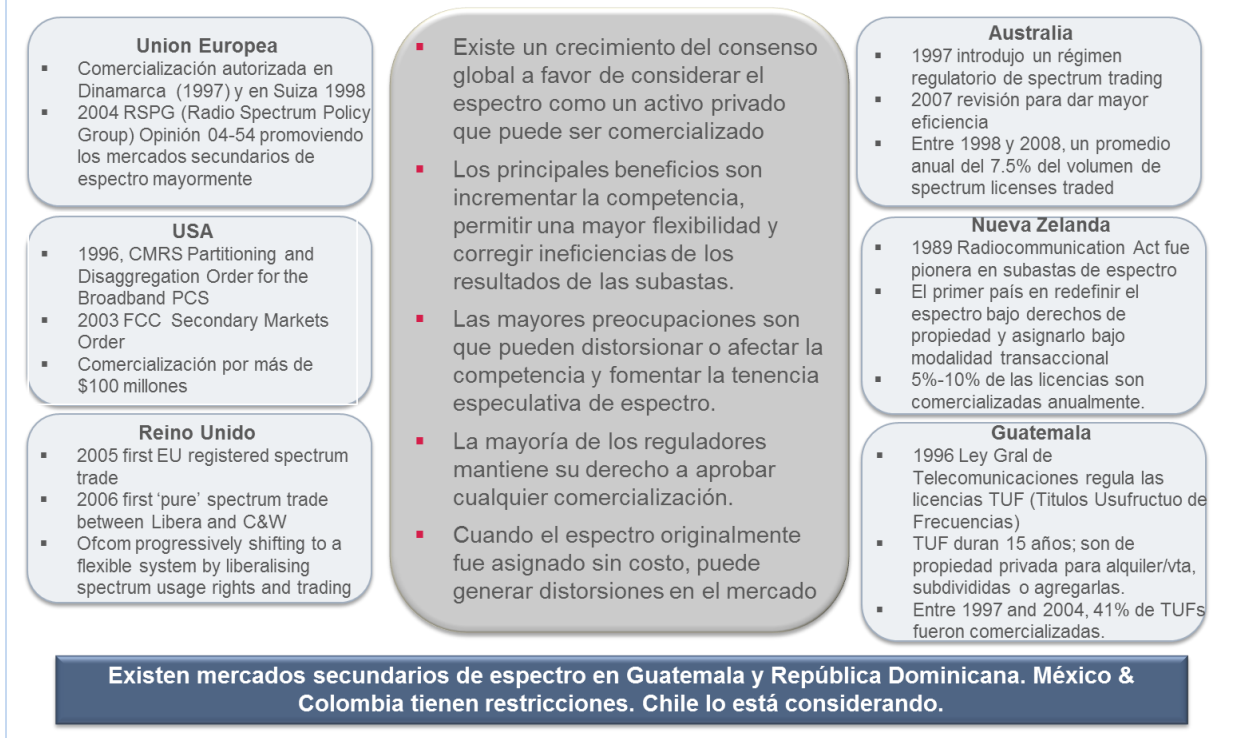 Union Europea
▪ Comercialización autorizada en
Dinamarca (1997) y en Suiza 1998
▪ 2004 RSPG (Radio Spectrum Policy
Group) Opinión 04-54 promoviendo
los mercados secundarios de
espectro mayormente
USA
▪ 1996, CMRS Partitioning and
Disaggregation Order for the
Broadband PCS
▪ 2003 FCC Secondary Markets
Order
▪ Comercialización por más de
$100 millones
Reino Unido
▪ 2005 first EU registered spectrum
trade
▪ 2006 first ‘pure’ spectrum trade
between Libera and C&W
▪ Ofcom progressively shifting to a
flexible system by liberalising
spectrum usage rights and trading
▪ Existe un crecimiento del consenso
global a favor de considerar el
espectro como un activo privado
que puede ser comercializado
▪ Los principales beneficios son
incrementar la competencia,
permitir una mayor flexibilidad y
corregir ineficiencias de los
resultados de las subastas.
▪ Las mayores preocupaciones son
que pueden distorsionar o afectar la
competencia y fomentar la tenencia
especulativa de espectro.
▪ La mayoría de los reguladores
mantiene su derecho a aprobar
cualquier comercialización.
▪ Cuando el espectro originalmente
fue asignado sin costo, puede
generar distorsiones en el mercado
Australia
▪ 1997 introdujo un régimen
regulatorio de spectrum trading
▪ 2007 revisión para dar mayor
eficiencia
▪ Entre 1998 y 2008, un promedio
anual del 7.5% del volumen de
spectrum licenses traded
Nueva Zelanda
▪ 1989 Radiocommunication Act fue
pionera en subastas de espectro
▪ El primer país en redefinir el
espectro bajo derechos de
propiedad y asignarlo bajo
modalidad transaccional
▪ 5%-10% de las licencias son
comercializadas anualmente.
Guatemala
▪ 1996 Ley Gral de
Telecomunicaciones regula las
licencias TUF (Titulos Usufructuo de
Frecuencias)
▪ TUF duran 15 años; son de
propiedad privada para alquiler/vta,
subdivididas o agregarlas.
▪ Entre 1997 and 2004, 41% de TUFs
fueron comercializadas.
Existen mercados secundarios de espectro en Guatemala y República Dominicana. México &
Colombia tienen restricciones. Chile lo está considerando.